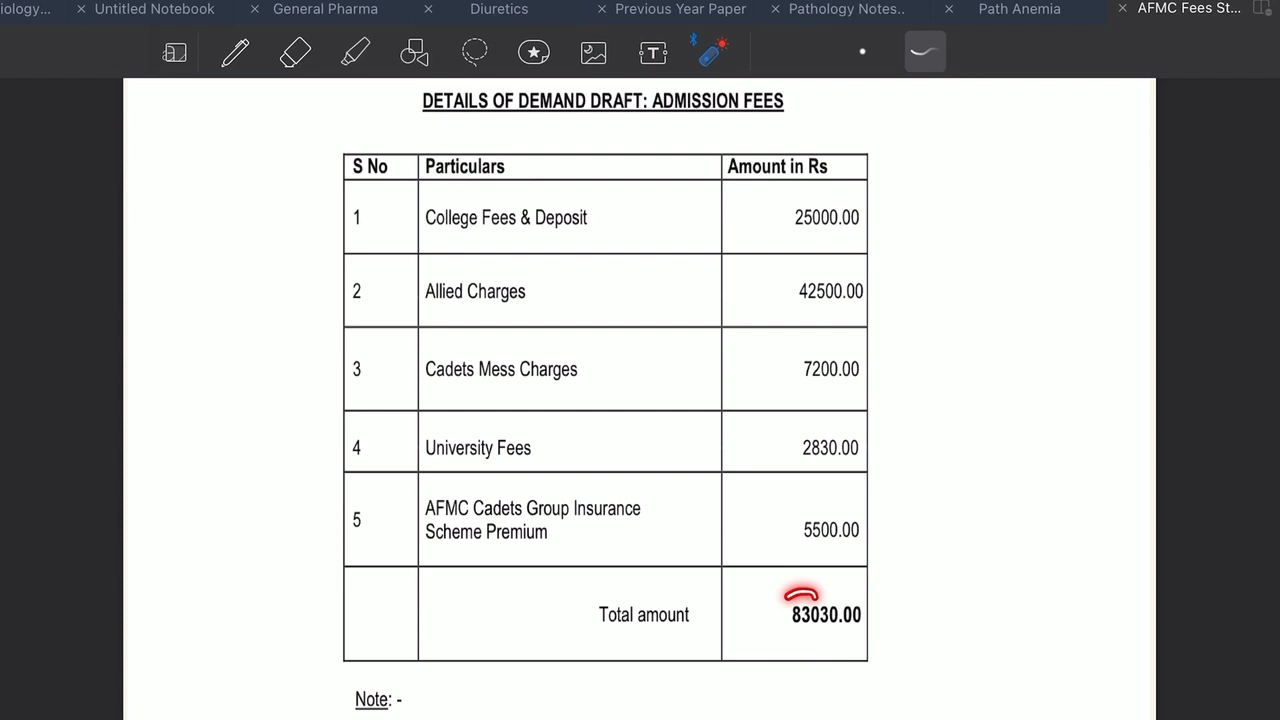 iology...
Untitled Notebook
General Pharma
Diuretics
Previous Year Paper
Pathology Notes..
Path Anemia
AFMC Fees St...
T
DETAILS OF DEMAND DRAFT: ADMISSION FEES
S No Particulars Amount in Rs
1 College Fees & Deposit 25000.00
2 Allied Charges 42500.00
3 Cadets Mess Charges 7200.00
4 University Fees 2830.00
5 AFMC Cadets Group Insurance
Scheme Premium 5500.00
Total amount 83030.00
Note: -